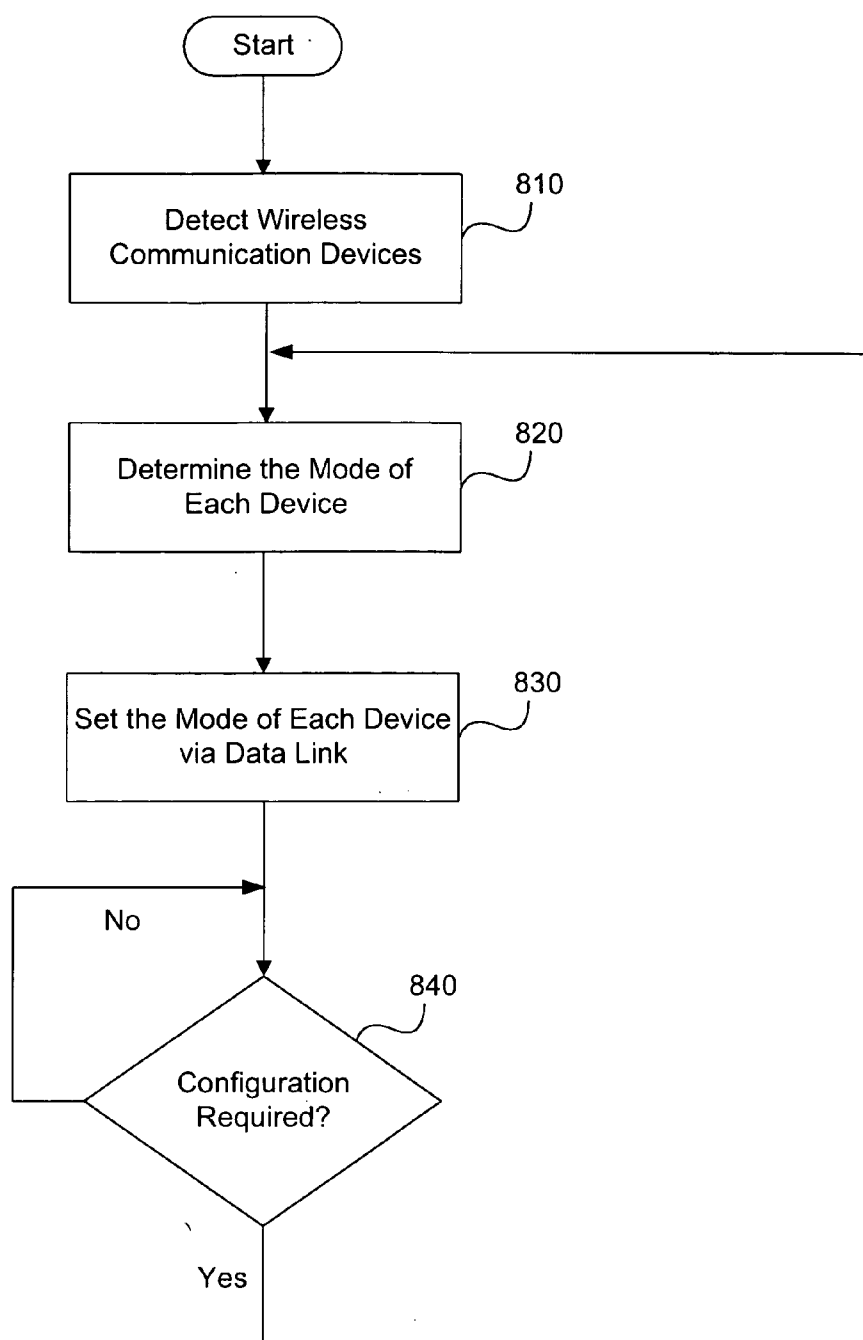 Start
810
Detect Wireless
Communication Devices
820
Determine the Mode of
Each Device
830
Set the Mode of Each Device
via Data Link
No
840
Configuration
Required?
Yes